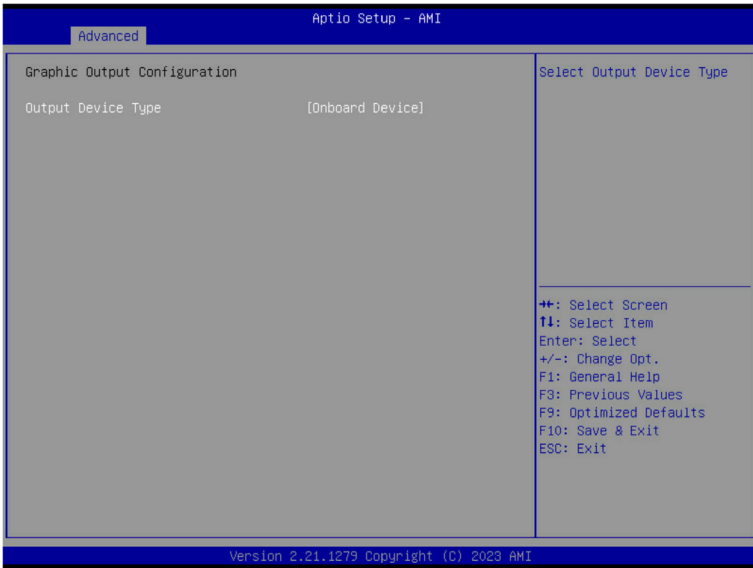 Aptio Setup – AMI
Advanced
Graphic Output Configuration
Output Device Type [Onboard Device]
Select Output Device Type
→←: Select Screen
↑↓: Select Item
Enter: Select
+/-: Change Opt.
F1: General Help
F3: Previous Values
F9: Optimized Defaults
F10: Save & Exit
ESC: Exit
Version 2.21.1279 Copyright (C) 2023 AMI